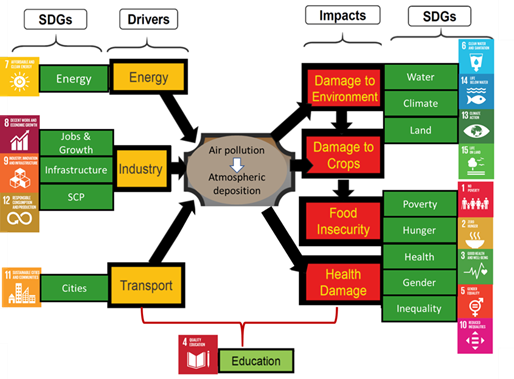 SDGs
Drivers
Impacts
SDGs
7 AFFORDABLE AND CLEAN ENERGY
Energy
Energy
8 DECENT WORK AND ECONOMIC GROWTH
Jobs &
Growth
9 INDUSTRY, INNOVATION AND INFRASTRUCTURE
Infrastructure
Industry
12 RESPONSIBLE CONSUMPTION AND PRODUCTION
SCP
11 SUSTAINABLE CITIES AND COMMUNITIES
Cities
Transport
Air pollution
Atmospheric
deposition
Damage to
Environment
Damage to
Crops
Food
Insecurity
Health
Damage
Water
Climate
Land
Poverty
Hunger
Health
Gender
Inequality
6 CLEAN WATER AND SANITATION
14 LIFE BELOW WATER
13 CLIMATE ACTION
15 LIFE ON LAND
1 NO POVERTY
2 ZERO HUNGER
3 GOOD HEALTH AND WELL-BEING
5 GENDER EQUALITY
10 REDUCED INEQUALITIES
4 QUALITY EDUCATION
Education